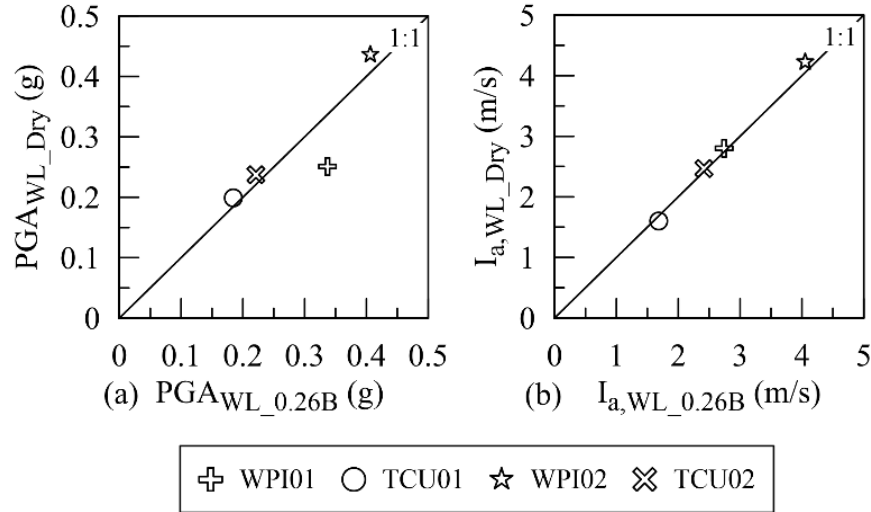 0.5
0.4
0.3
0.2
0.1
0
PGA_WL_Dry (g)
1:1
0 0.1 0.2 0.3 0.4 0.5
(a) PGA_WL_0.26B (g)
5
4
3
2
1
0
I_a,WL_Dry (m/s)
1:1
0 1 2 3 4 5
(b) I_a,WL_0.26B (m/s)
WPI01 TCU01 WPI02 TCU02